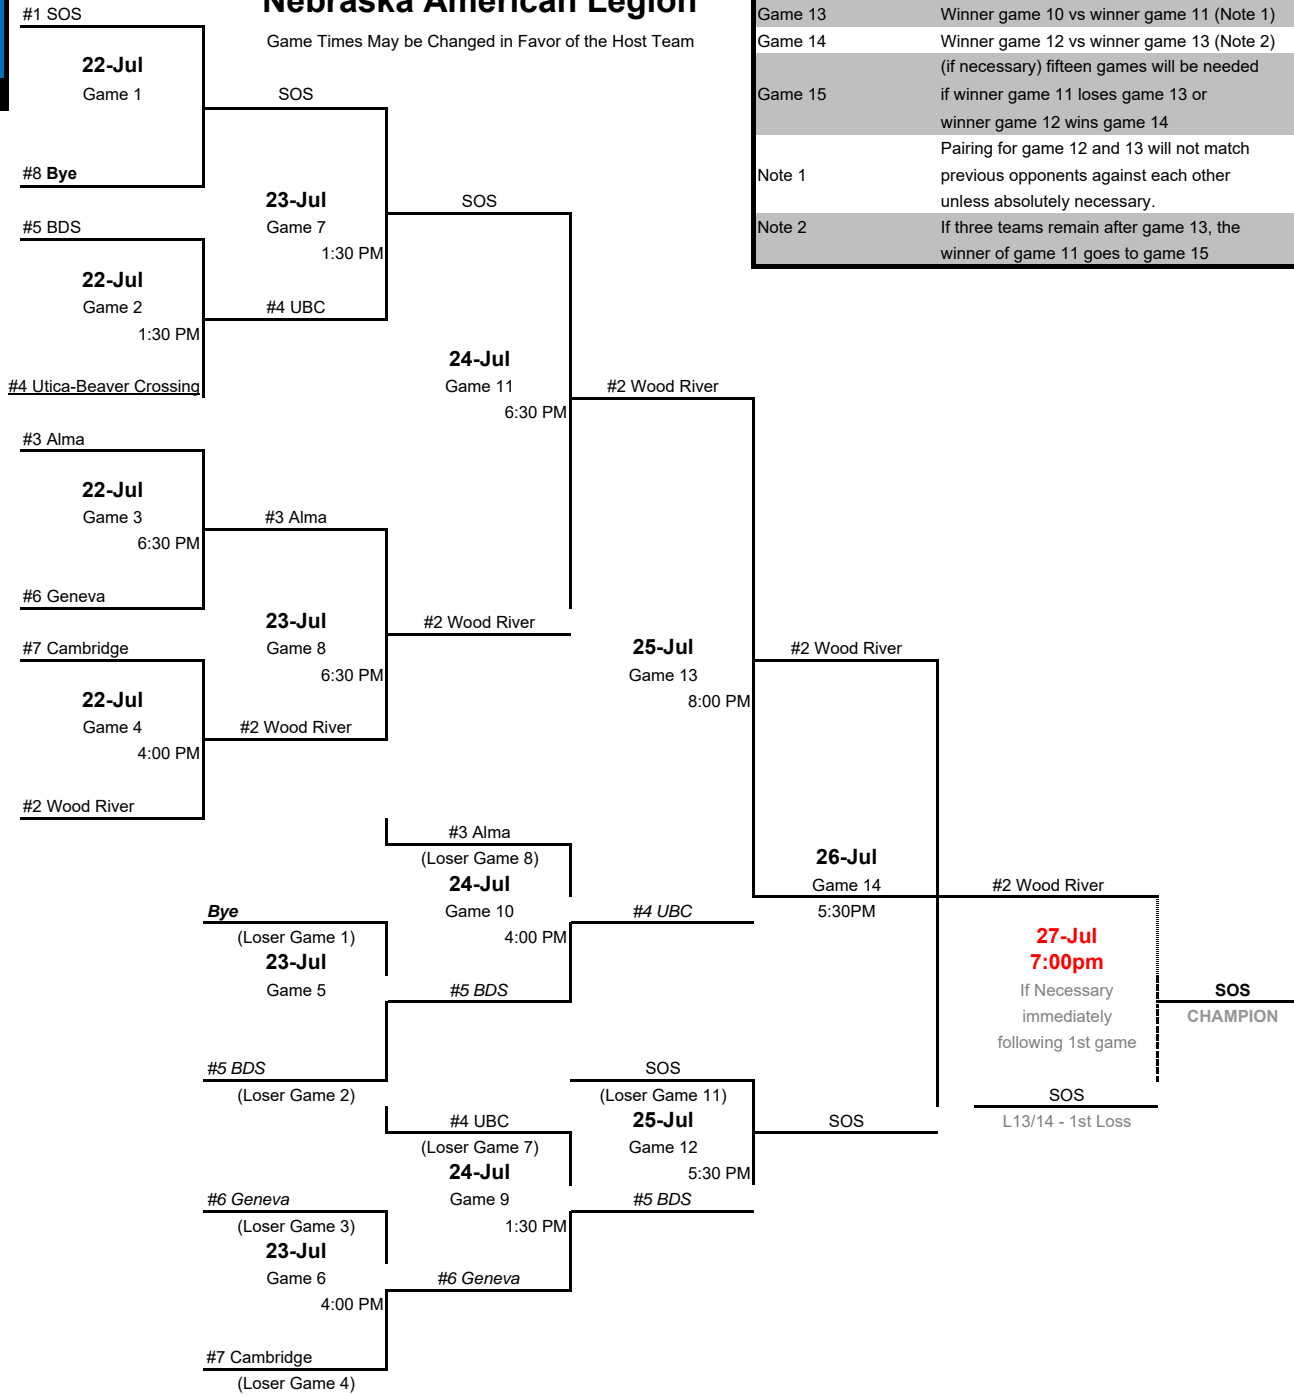 Nebraska American Legion
Game Times May be Changed in Favor of the Host Team
Game 13 Winner game 10 vs winner game 11 (Note 1)
Game 14 Winner game 12 vs winner game 13 (Note 2)
(if necessary) fifteen games will be needed
Game 15 if winner game 11 loses game 13 or
winner game 12 wins game 14
Pairing for game 12 and 13 will not match
Note 1 previous opponents against each other
unless absolutely necessary.
Note 2 If three teams remain after game 13, the
winner of game 11 goes to game 15
#1 SOS
22-Jul
Game 1
SOS
#8 Bye
23-Jul
Game 7
1:30 PM
SOS
#5 BDS
22-Jul
Game 2
1:30 PM
#4 UBC
#4 Utica-Beaver Crossing
24-Jul
Game 11
6:30 PM
#2 Wood River
#3 Alma
22-Jul
Game 3
6:30 PM
#3 Alma
#6 Geneva
23-Jul
Game 8
6:30 PM
#2 Wood River
#7 Cambridge
22-Jul
Game 4
4:00 PM
#2 Wood River
#2 Wood River
25-Jul
Game 13
8:00 PM
#2 Wood River
#3 Alma
(Loser Game 8)
24-Jul
Game 10
4:00 PM
#4 UBC
26-Jul
Game 14
5:30PM
#2 Wood River
Bye
(Loser Game 1)
23-Jul
Game 5
#5 BDS
#5 BDS
(Loser Game 2)
27-Jul
7:00pm
If Necessary
immediately
following 1st game
SOS
CHAMPION
SOS
L13/14 - 1st Loss
SOS
(Loser Game 11)
25-Jul
Game 12
5:30 PM
SOS
#4 UBC
(Loser Game 7)
24-Jul
Game 9
1:30 PM
#5 BDS
#6 Geneva
(Loser Game 3)
23-Jul
Game 6
4:00 PM
#6 Geneva
#7 Cambridge
(Loser Game 4)